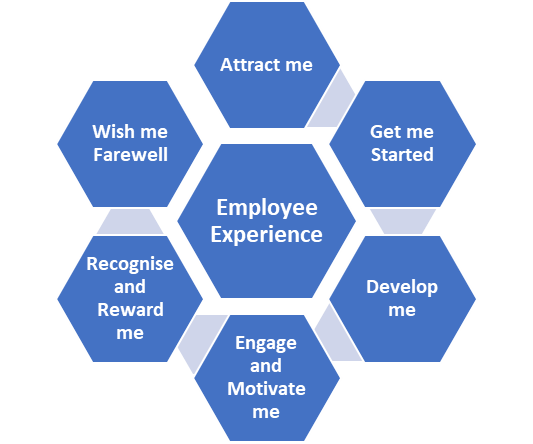 Attract me
Get me
Started
Develop
me
Engage
and
Motivate
me
Recognise
and
Reward
me
Wish me
Farewell
Employee
Experience